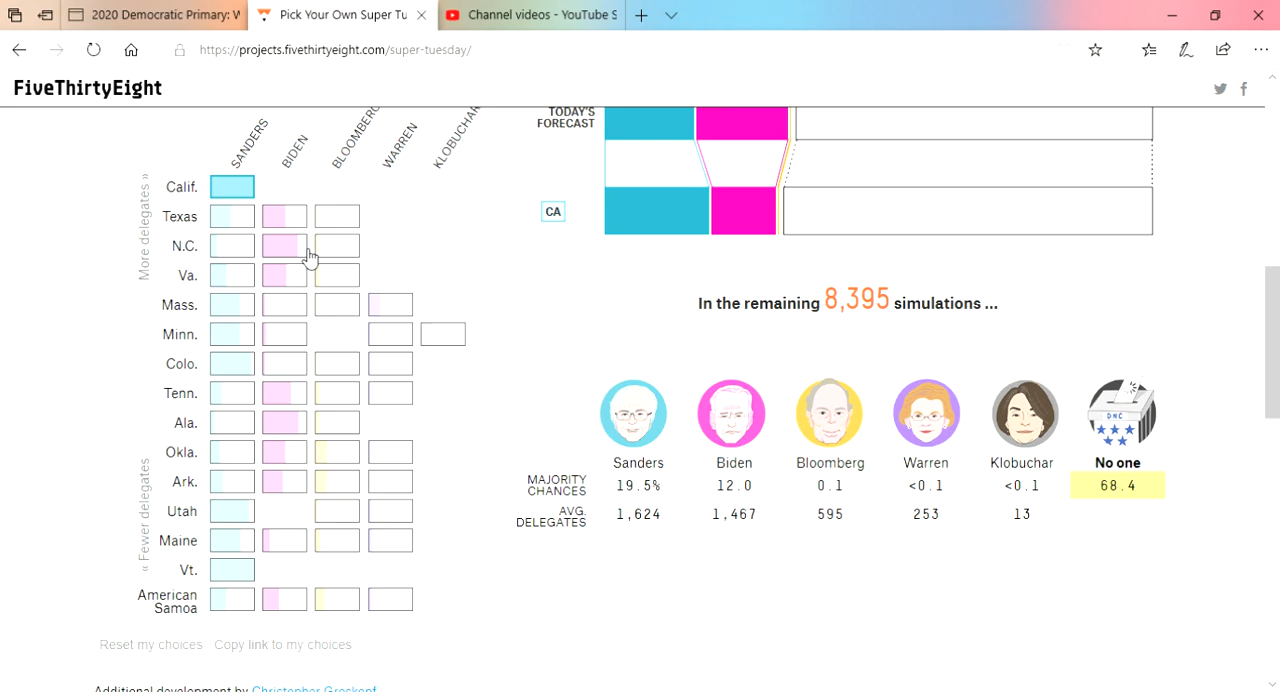 2020 Democratic Primary: W
Pick Your Own Super Tu
Channel videos - YouTube S
https://projects.fivethirtyeight.com/super-tuesday/
FiveThirtyEight
SANDERS
BIDEN
BLOOMBERG
WARREN
KLOBUCHAR
More delegates »
« Fewer delegates
Calif.
Texas
N.C.
Va.
Mass.
Minn.
Colo.
Tenn.
Ala.
Okla.
Ark.
Utah
Maine
Vt.
American
Samoa
Reset my choices Copy link to my choices
Additional development by Christopher Groskopf
TODAY'S
FORECAST
CA
In the remaining 8,395 simulations ...
DNC
Sanders Biden Bloomberg Warren Klobuchar No one
MAJORITY
CHANCES
19.5% 12.0 0.1 <0.1 <0.1 68.4
AVG.
DELEGATES
1,624 1,467 595 253 13